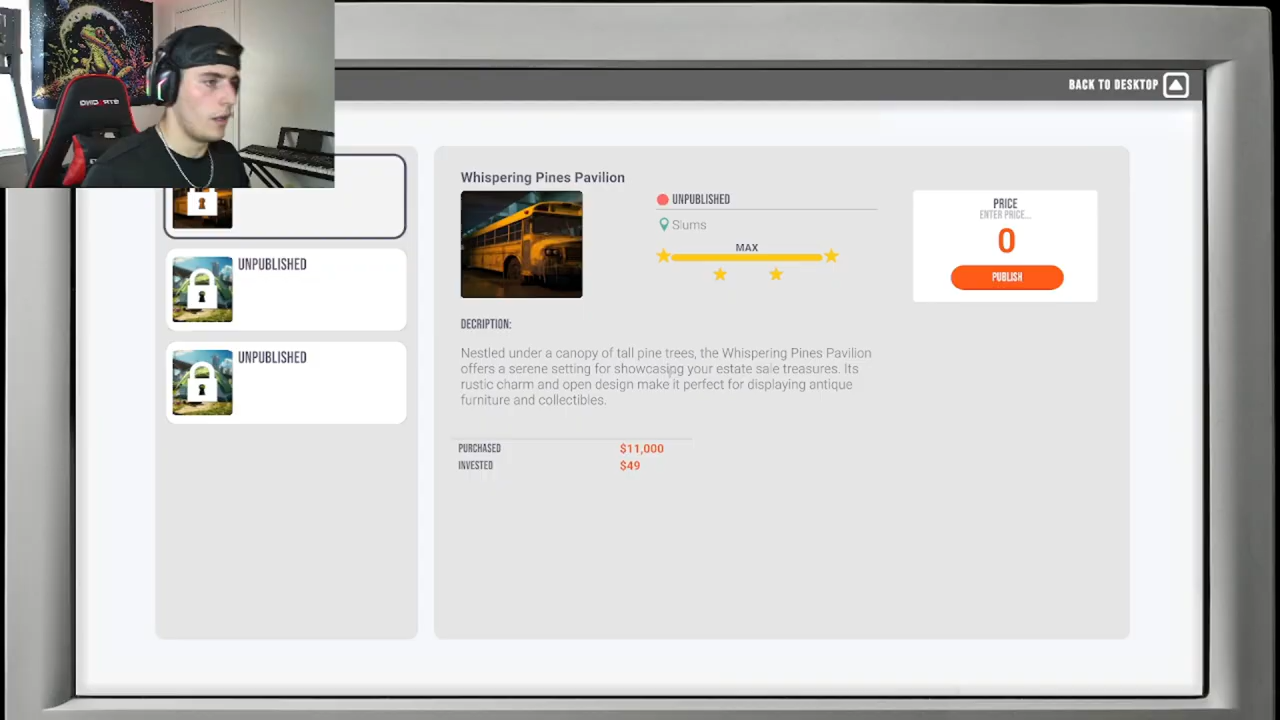 BACK TO DESKTOP
Whispering Pines Pavilion
UNPUBLISHED
Slums
MAX
PRICE
ENTER PRICE...
0
PUBLISH
UNPUBLISHED
UNPUBLISHED
DECRIPTION:
Nestled under a canopy of tall pine trees, the Whispering Pines Pavilion
offers a serene setting for showcasing your estate sale treasures. Its
rustic charm and open design make it perfect for displaying antique
furniture and collectibles.
PURCHASED $11,000
INVESTED $49